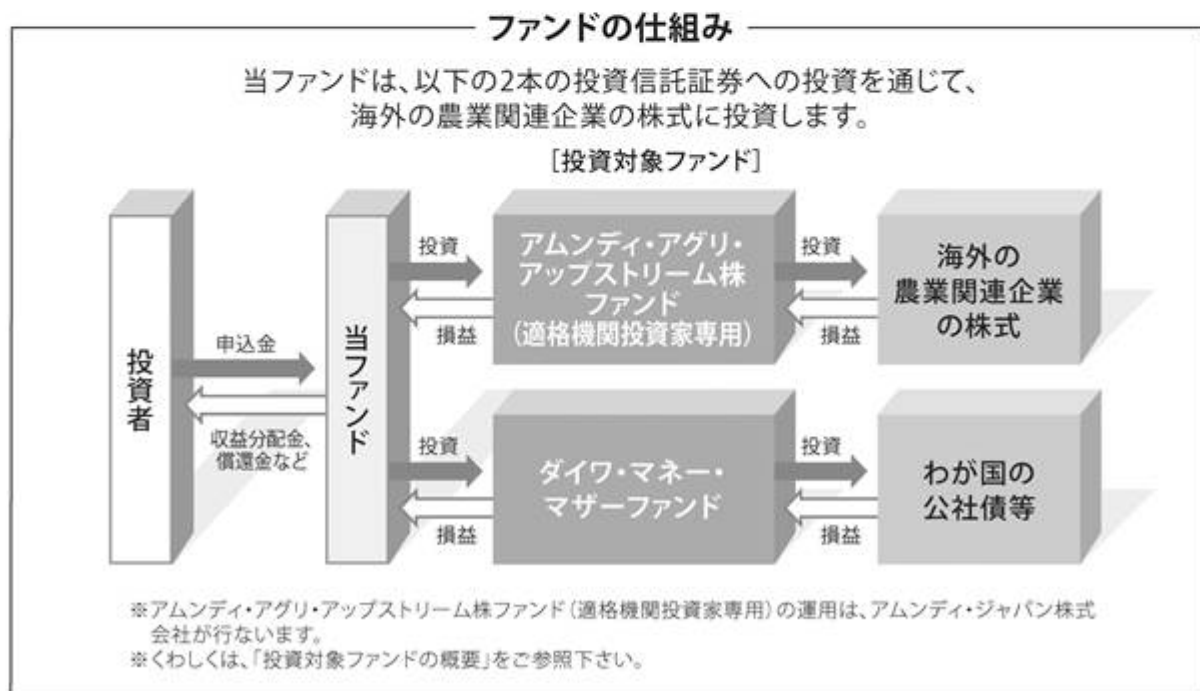 ファンドの仕組み
当ファンドは、以下の2本の投資信託証券への投資を通じて、
海外の農業関連企業の株式に投資します。
[投資対象ファンド]
投資者
申込金
収益分配金、
償還金など
当ファンド
投資
損益
アムンディ・アグリ・
アップストリーム株
ファンド
(適格機関投資家専用)
投資
損益
海外の
農業関連企業
の株式
投資
損益
ダイワ・マネー・
マザーファンド
投資
損益
わが国の
公社債等
※アムンディ・アグリ・アップストリーム株ファンド(適格機関投資家専用)の運用は、アムンディ・ジャパン株式
会社が行ないます。
※くわしくは、「投資対象ファンドの概要」をご参照下さい。